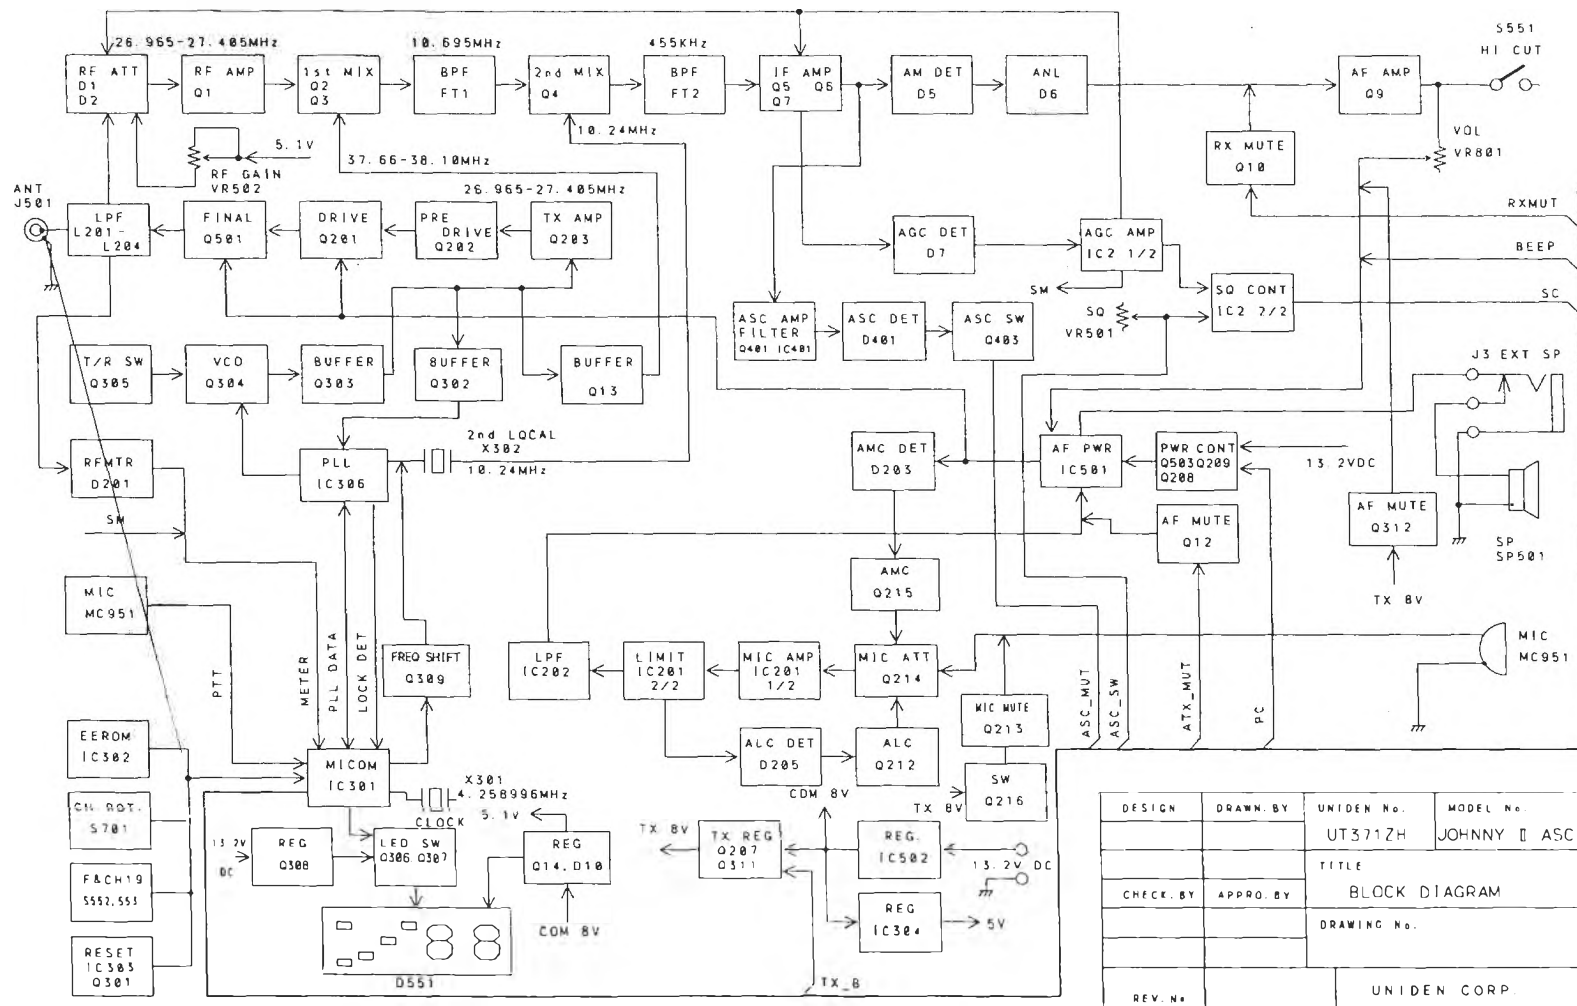 26.965-27.405MHz
10.695MHz
455KHz
S551
HI CUT
RF ATT
D1
D2
RF AMP
Q1
1st MIX
Q2
Q3
BPF
FT1
2nd MIX
Q4
BPF
FT2
IF AMP
Q5 Q6
Q7
AM DET
D5
ANL
D6
AF AMP
Q9
10.24MHz
5.1V
RF GAIN
VR502
37.66-38.10MHz
RX MUTE
Q10
VOL
VR801
ANT
J501
26.965-27.405MHz
RXMUT
LPF
L201-
L204
FINAL
Q501
DRIVE
Q201
PRE
DRIVE
Q202
TX AMP
Q203
AGC DET
D7
AGC AMP
IC2 1/2
BEEP
SM
SQ CONT
IC2 2/2
SC
SQ
VR501
ASC AMP
FILTER
Q401 IC401
ASC DET
D401
ASC SW
Q403
T/R SW
Q305
VCO
Q304
BUFFER
Q303
BUFFER
Q302
BUFFER
Q13
J3 EXT SP
2nd LOCAL
X302
10.24MHz
RFMTR
D201
PLL
IC306
AMC DET
D203
AF PWR
IC501
PWR CONT
Q503Q209
Q208
13.2VDC
SM
AF MUTE
Q12
AF MUTE
Q312
SP
SP501
MIC
MC951
AMC
Q215
TX 8V
PTT
METER
PLL DATA
LOCK DET
FREQ SHIFT
Q309
LPF
IC202
LIMIT
IC201
2/2
MIC AMP
IC201
1/2
MIC ATT
Q214
MIC
MC951
MIC MUTE
Q213
ASC_MUT
ASC_SW
ATX_MUT
PC
EEROM
IC302
MICOM
IC301
ALC DET
D205
ALC
Q212
X301
4.258996MHz
CLOCK
SW
Q216
TX 8V
COM 8V
CH ROT.
S701
13.2V
DC
REG
Q308
LED SW
Q306 Q307
5.1V
REG
Q14,D10
TX 8V
TX REG
Q207
Q311
REG.
IC502
13.2V DC
F&CH19
S552,553
COM 8V
REG
IC304
5V
RESET
IC303
Q301
D551
TX_B
DESIGN
DRAWN.BY
UNIDEN No.
MODEL No.
UT371ZH
JOHNNY II ASC
TITLE
CHECK.BY
APPRO.BY
BLOCK DIAGRAM
DRAWING No.
REV.No
UNIDEN CORP.